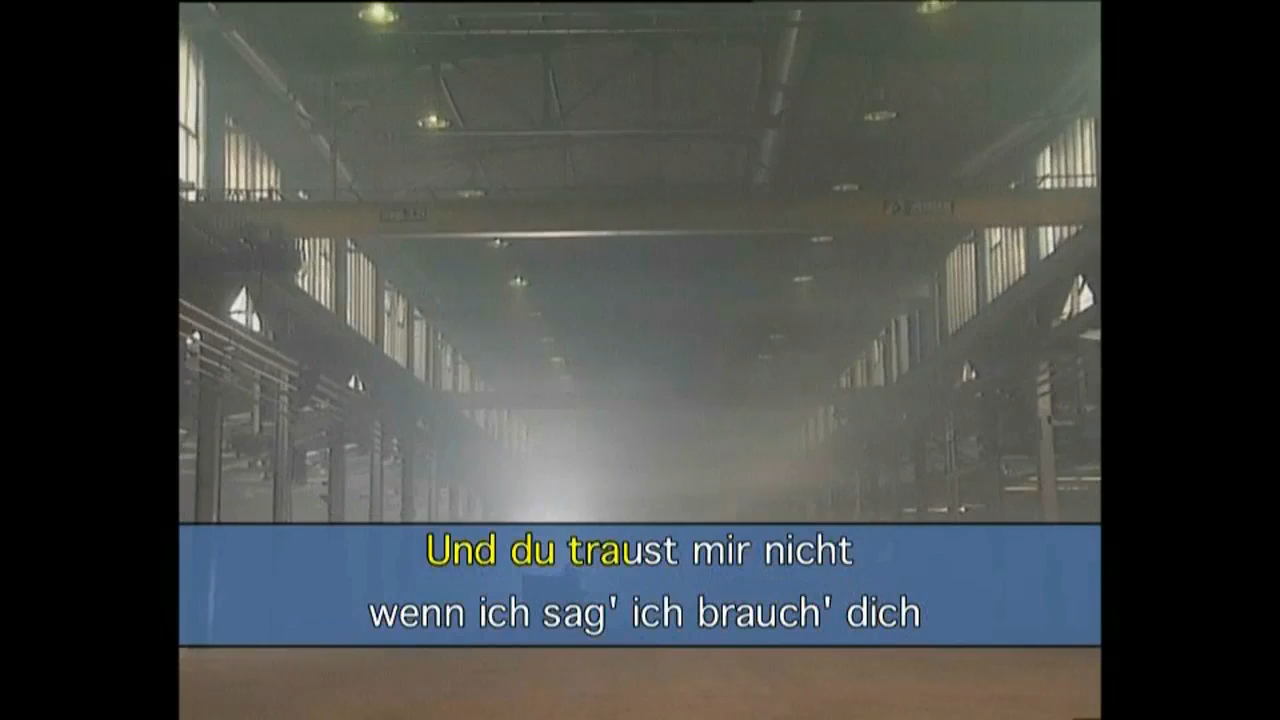 Und du traust mir nicht
wenn ich sag' ich brauch' dich